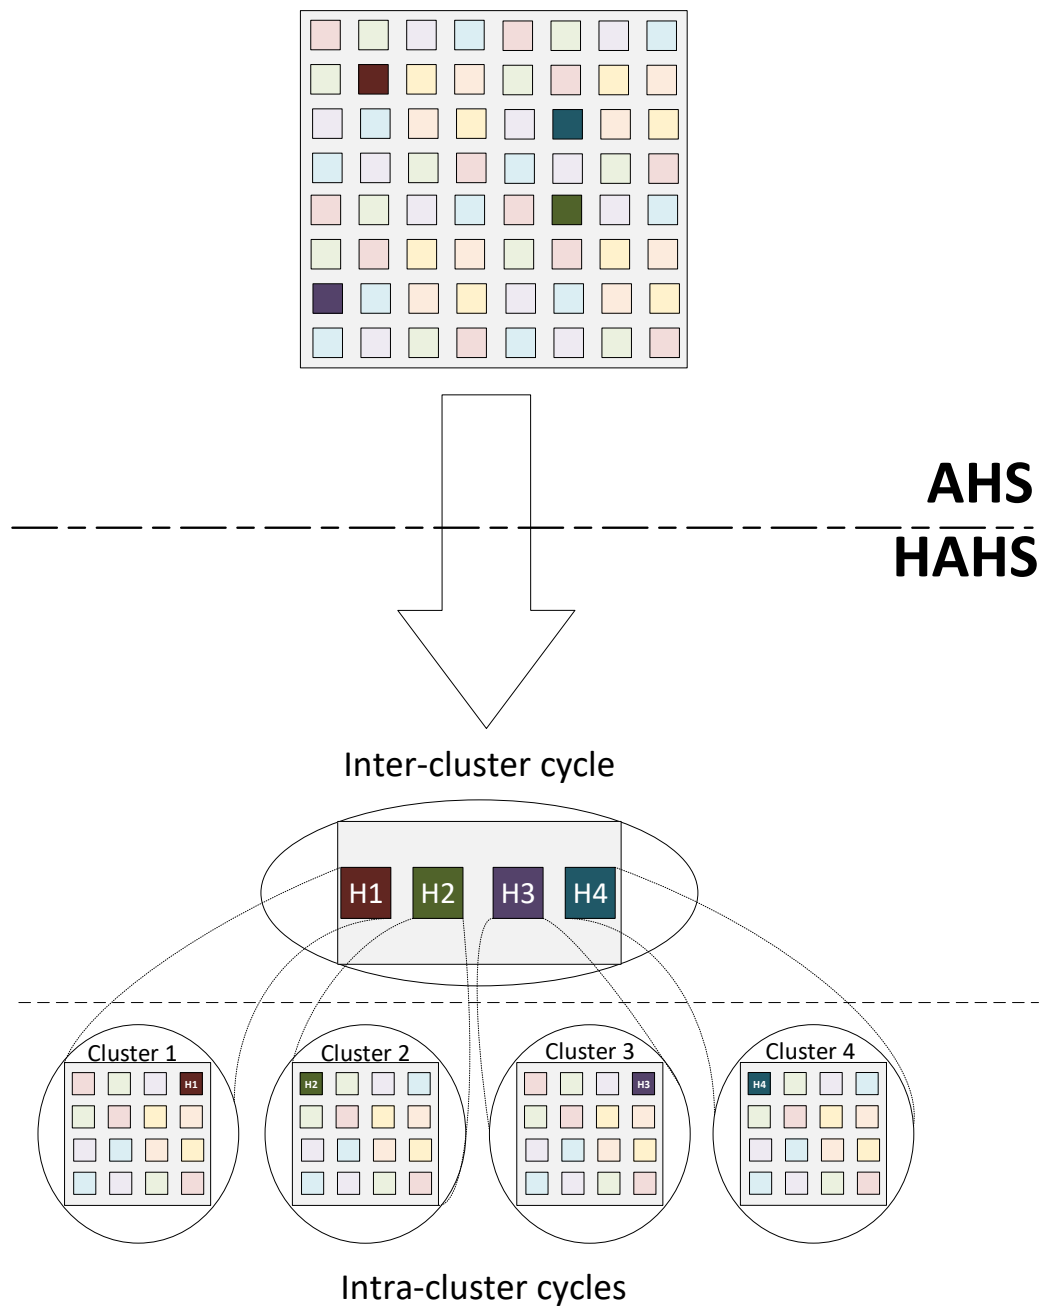 AHS
HAHS
Inter-cluster cycle
H1 H2 H3 H4
Cluster 1 Cluster 2 Cluster 3 Cluster 4
H1 H2 H3 H4
Intra-cluster cycles